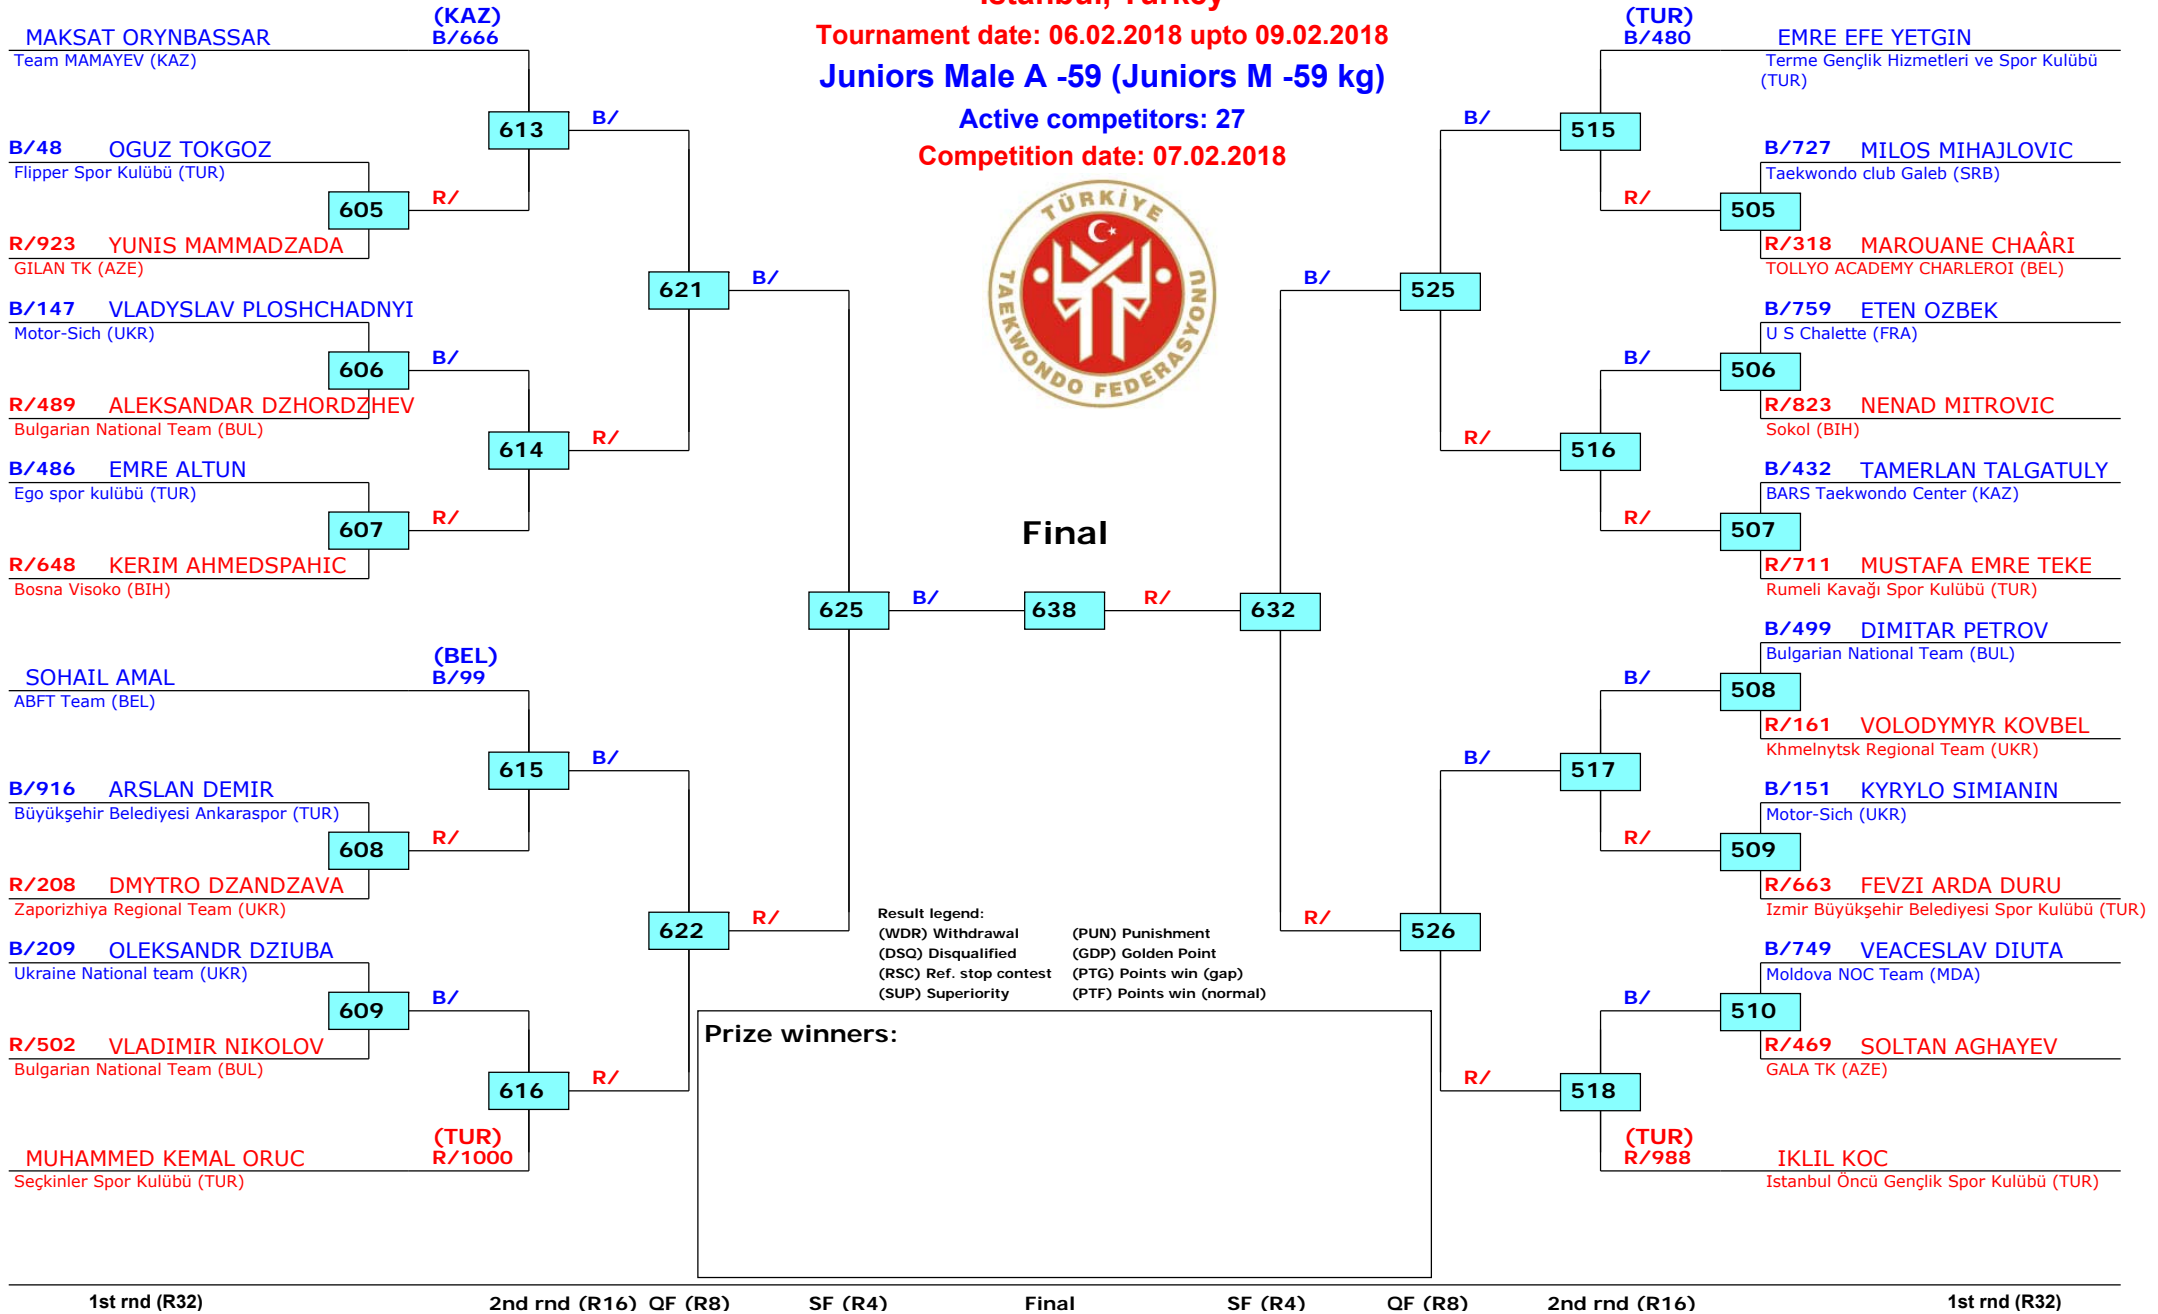 Istanbul, Turkey
Tournament date: 06.02.2018 upto 09.02.2018
Juniors Male A -59 (Juniors M -59 kg)
Active competitors: 27
Competition date: 07.02.2018
TÜRKİYE
TAEKWONDO FEDERASYONU
(KAZ)
MAKSAT ORYNBASSAR B/666
Team MAMAYEV (KAZ)
613 B/
B/48 OGUZ TOKGOZ
Flipper Spor Kulübü (TUR)
605 R/
R/923 YUNIS MAMMADZADA
GILAN TK (AZE)
621 B/
B/147 VLADYSLAV PLOSHCHADNYI
Motor-Sich (UKR)
606 B/
R/489 ALEKSANDAR DZHORDZHEV
Bulgarian National Team (BUL)
614 R/
B/486 EMRE ALTUN
Ego spor kulübü (TUR)
607 R/
R/648 KERIM AHMEDSPAHIC
Bosna Visoko (BIH)
Final
625 B/ 638 R/ 632
(BEL)
SOHAIL AMAL B/99
ABFT Team (BEL)
615 B/
B/916 ARSLAN DEMIR
Büyükşehir Belediyesi Ankaraspor (TUR)
608 R/
R/208 DMYTRO DZANDZAVA
Zaporizhiya Regional Team (UKR)
622 R/
B/209 OLEKSANDR DZIUBA
Ukraine National team (UKR)
609 B/
R/502 VLADIMIR NIKOLOV
Bulgarian National Team (BUL)
616 R/
(TUR)
MUHAMMED KEMAL ORUC R/1000
Seçkinler Spor Kulübü (TUR)
(TUR)
B/480 EMRE EFE YETGIN
Terme Gençlik Hizmetleri ve Spor Kulübü
(TUR)
B/ 515
B/727 MILOS MIHAJLOVIC
Taekwondo club Galeb (SRB)
R/ 505
R/318 MAROUANE CHAÂRI
TOLLYO ACADEMY CHARLEROI (BEL)
B/ 525
B/759 ETEN OZBEK
U S Chalette (FRA)
B/ 506
R/823 NENAD MITROVIC
Sokol (BIH)
R/ 516
B/432 TAMERLAN TALGATULY
BARS Taekwondo Center (KAZ)
R/ 507
R/711 MUSTAFA EMRE TEKE
Rumeli Kavağı Spor Kulübü (TUR)
B/499 DIMITAR PETROV
Bulgarian National Team (BUL)
B/ 508
R/161 VOLODYMYR KOVBEL
Khmelnytsk Regional Team (UKR)
B/ 517
B/151 KYRYLO SIMIANIN
Motor-Sich (UKR)
R/ 509
R/663 FEVZI ARDA DURU
Izmir Büyükşehir Belediyesi Spor Kulübü (TUR)
R/ 526
B/749 VEACESLAV DIUTA
Moldova NOC Team (MDA)
B/ 510
R/469 SOLTAN AGHAYEV
GALA TK (AZE)
R/ 518
(TUR)
R/988 IKLIL KOC
Istanbul Öncü Gençlik Spor Kulübü (TUR)
Result legend:
(WDR) Withdrawal (PUN) Punishment
(DSQ) Disqualified (GDP) Golden Point
(RSC) Ref. stop contest (PTG) Points win (gap)
(SUP) Superiority (PTF) Points win (normal)
Prize winners:
1st rnd (R32) 2nd rnd (R16) QF (R8) SF (R4) Final SF (R4) QF (R8) 2nd rnd (R16) 1st rnd (R32)